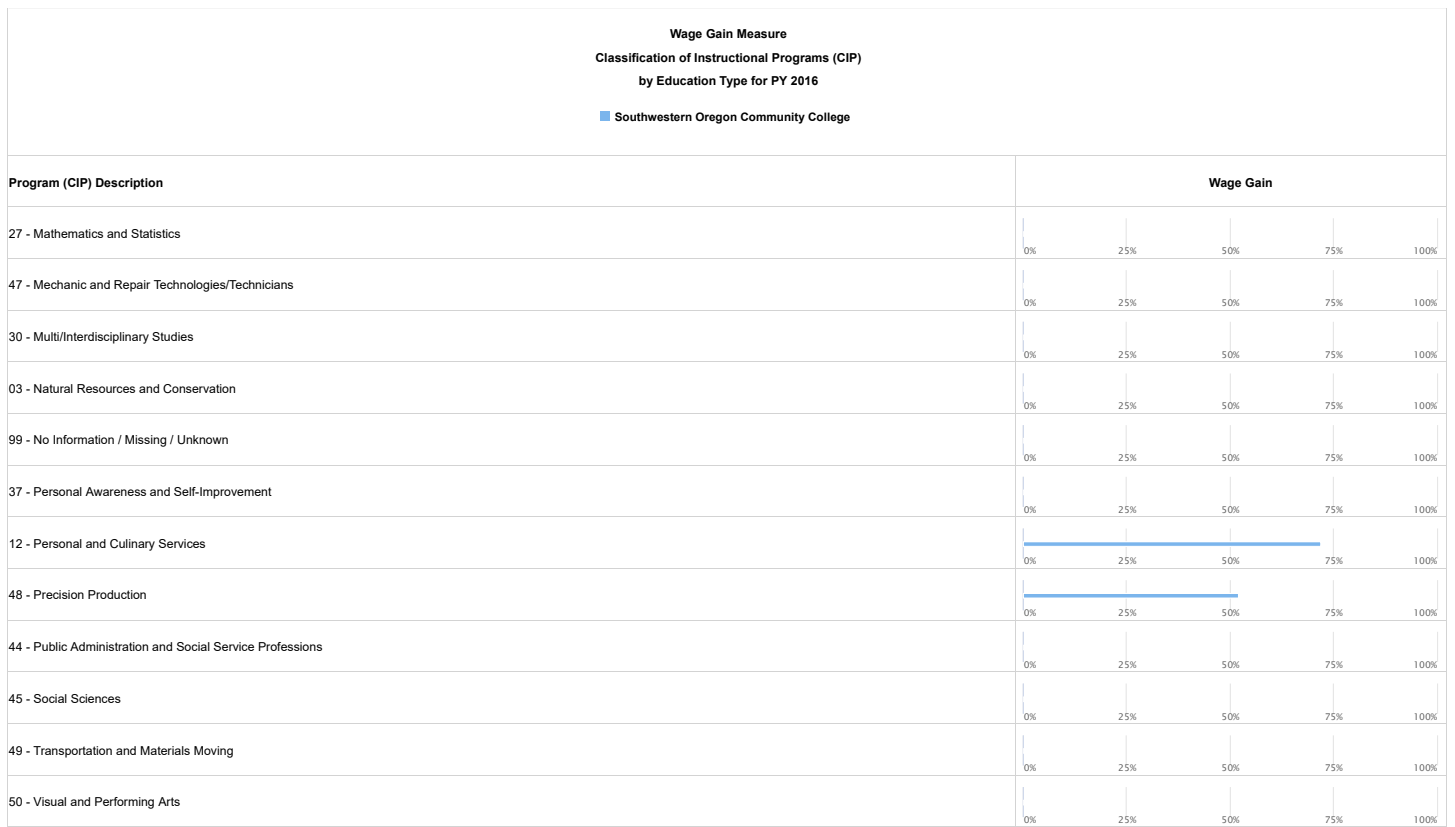 Wage Gain Measure
Classification of Instructional Programs (CIP)
by Education Type for PY 2016
Southwestern Oregon Community College
Program (CIP) Description Wage Gain
27 - Mathematics and Statistics
0% 25% 50% 75% 100%
47 - Mechanic and Repair Technologies/Technicians
0% 25% 50% 75% 100%
30 - Multi/Interdisciplinary Studies
0% 25% 50% 75% 100%
03 - Natural Resources and Conservation
0% 25% 50% 75% 100%
99 - No Information / Missing / Unknown
0% 25% 50% 75% 100%
37 - Personal Awareness and Self-Improvement
0% 25% 50% 75% 100%
12 - Personal and Culinary Services
0% 25% 50% 75% 100%
48 - Precision Production
0% 25% 50% 75% 100%
44 - Public Administration and Social Service Professions
0% 25% 50% 75% 100%
45 - Social Sciences
0% 25% 50% 75% 100%
49 - Transportation and Materials Moving
0% 25% 50% 75% 100%
50 - Visual and Performing Arts
0% 25% 50% 75% 100%